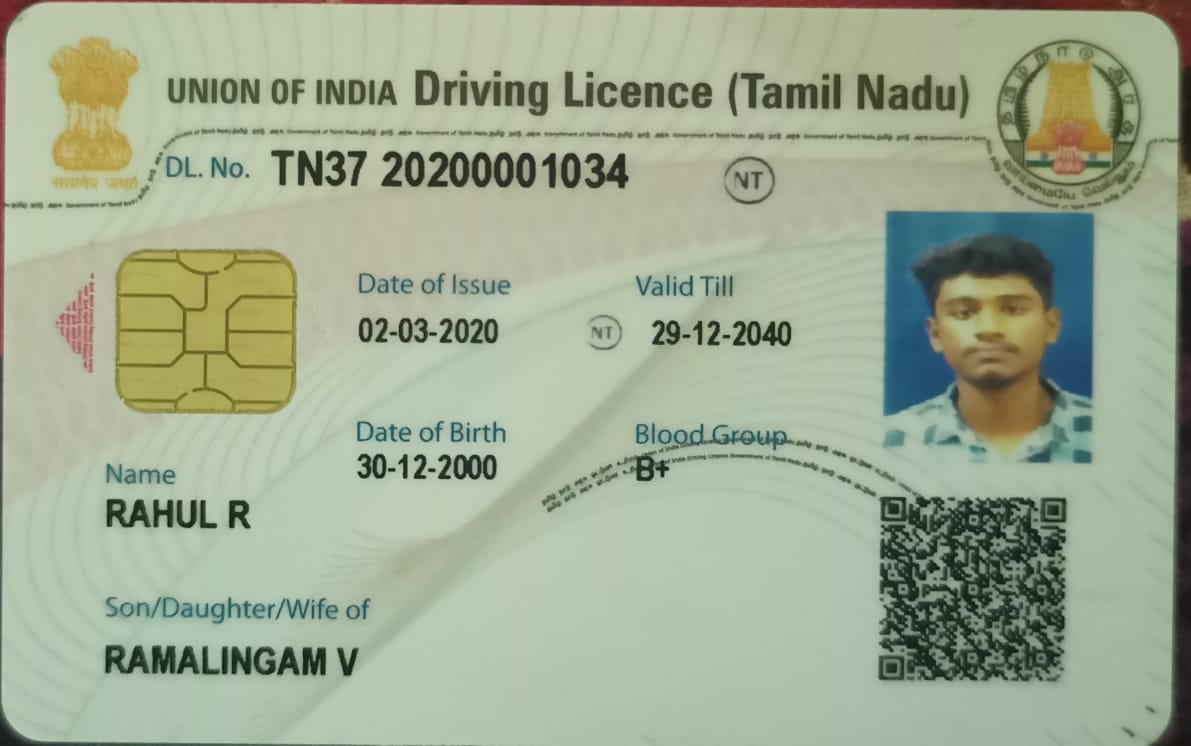 UNION OF INDIA Driving Licence (Tamil Nadu)
सत्यमेव जयते
தமிழ்நாடு அரசு
வாய்மையே வெல்லும்
DL. No. TN37 20200001034 NT
Date of Issue Valid Till
02-03-2020 NT 29-12-2040
Date of Birth Blood Group
30-12-2000 B+
Name
RAHUL R
Son/Daughter/Wife of
RAMALINGAM V